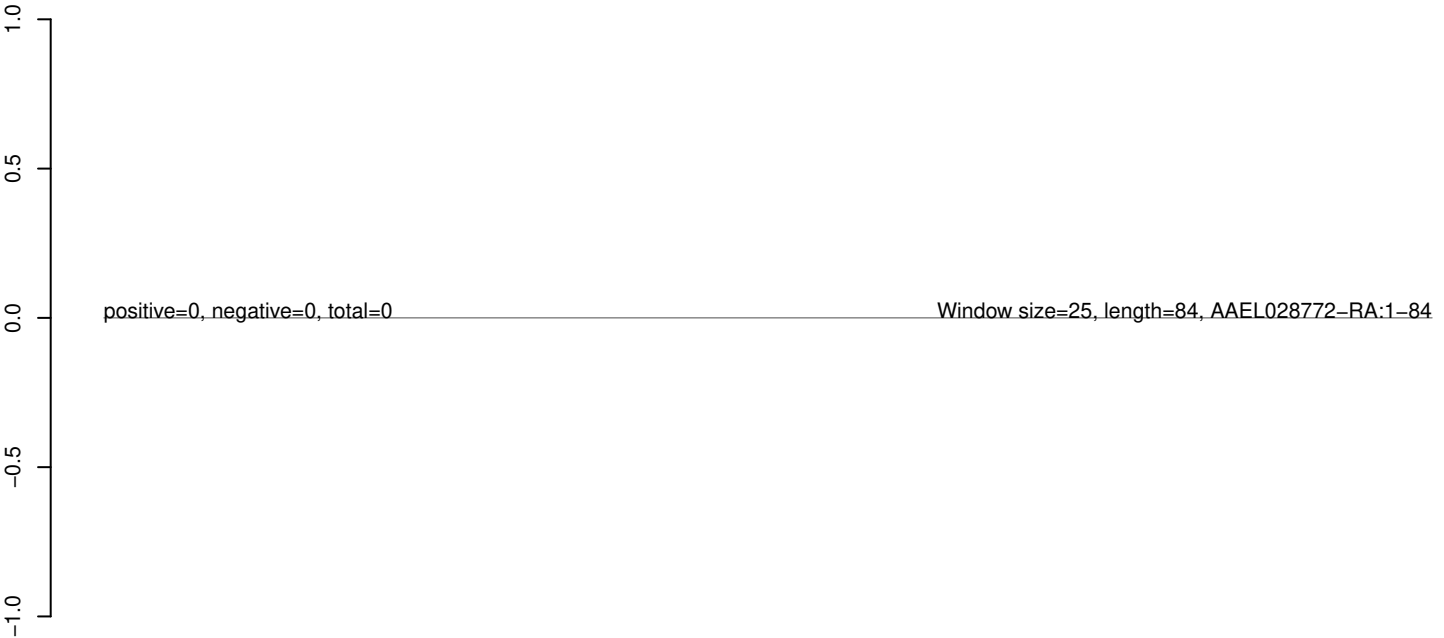 1.0
0.5
0.0
−0.5
−1.0
positive=0, negative=0, total=0
Window size=25, length=84, AAEL028772−RA:1−84